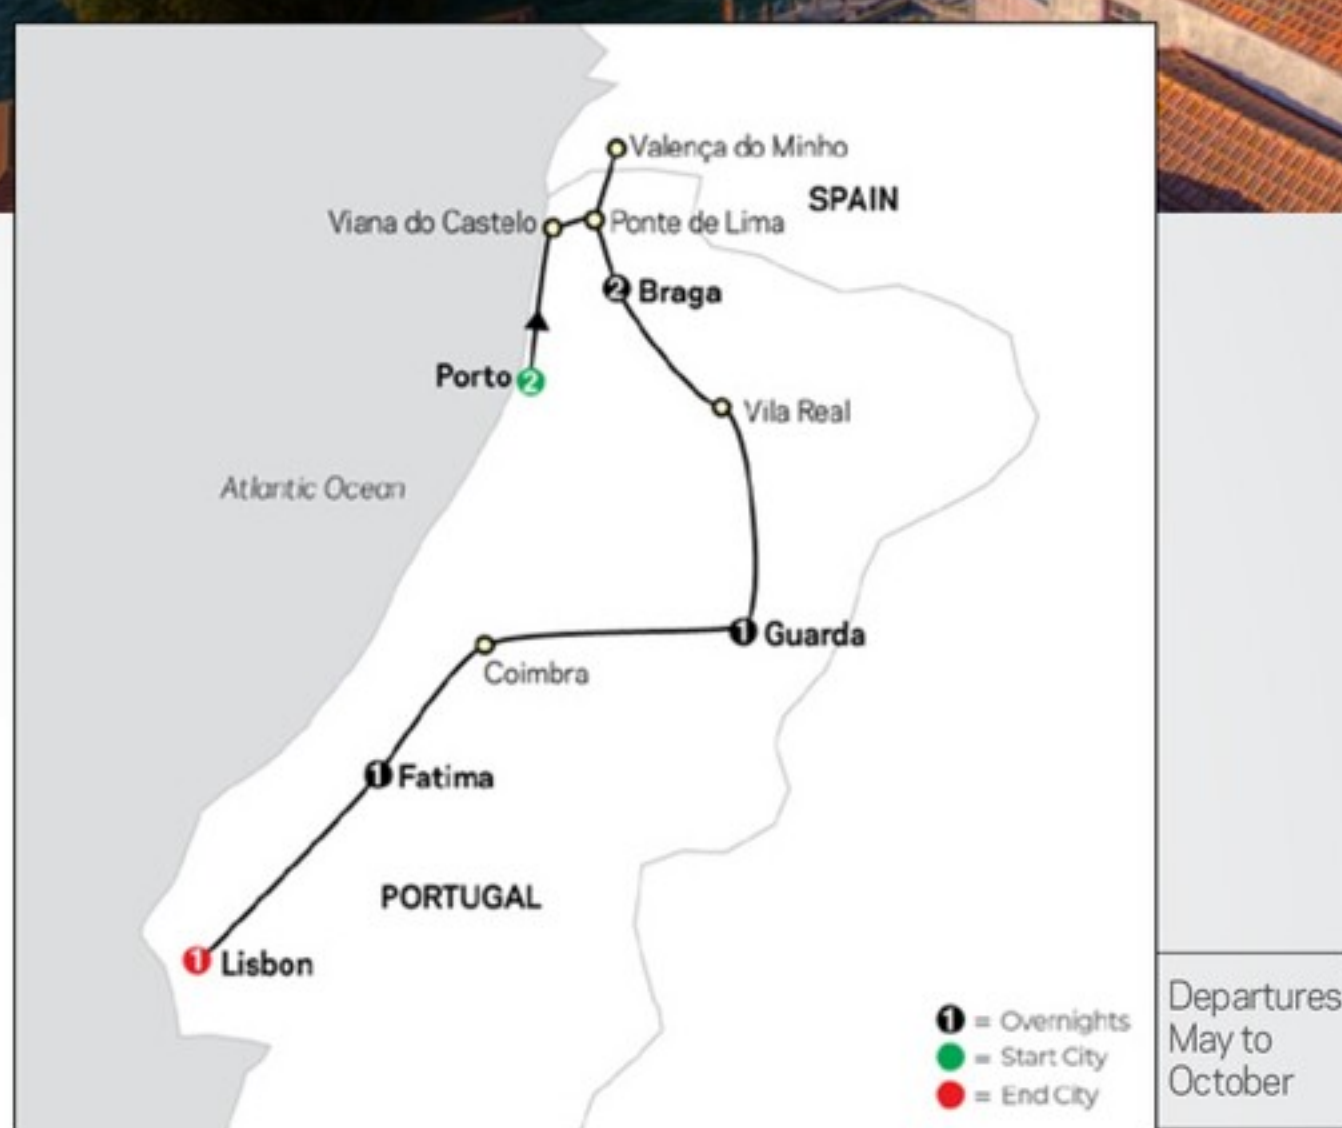 Valença do Minho
SPAIN
Viana do Castelo
Ponte de Lima
2 Braga
Porto 2
Vila Real
Atlantic Ocean
1 Guarda
Coimbra
1 Fatima
PORTUGAL
1 Lisbon
1 = Overnights
= Start City
= End City
Departures
May to
October